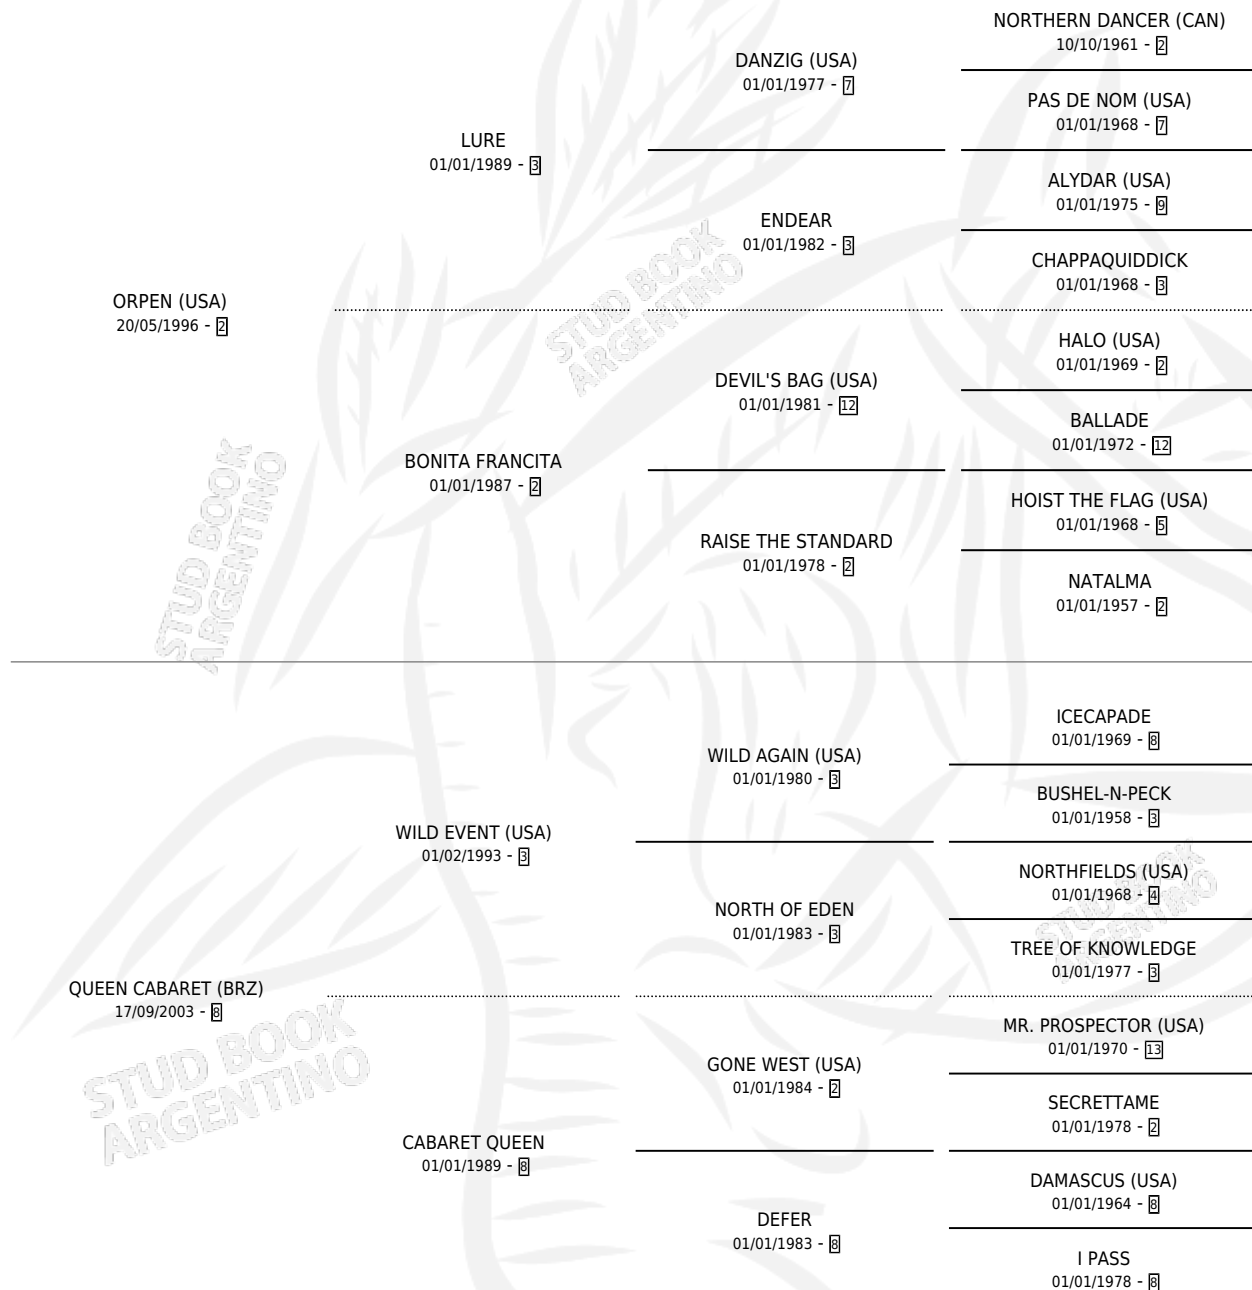 NORTHERN DANCER (CAN)
10/10/1961 - 2
DANZIG (USA)
01/01/1977 - 7
PAS DE NOM (USA)
01/01/1968 - 7
LURE
01/01/1989 - 3
ALYDAR (USA)
01/01/1975 - 9
ENDEAR
01/01/1982 - 3
CHAPPAQUIDDICK
01/01/1968 - 3
ORPEN (USA)
20/05/1996 - 2
HALO (USA)
01/01/1969 - 2
DEVIL'S BAG (USA)
01/01/1981 - 12
BALLADE
01/01/1972 - 12
BONITA FRANCITA
01/01/1987 - 2
HOIST THE FLAG (USA)
01/01/1968 - 5
RAISE THE STANDARD
01/01/1978 - 2
NATALMA
01/01/1957 - 2
ICECAPADE
01/01/1969 - 8
WILD AGAIN (USA)
01/01/1980 - 3
BUSHEL-N-PECK
01/01/1958 - 3
WILD EVENT (USA)
01/02/1993 - 3
NORTHFIELDS (USA)
01/01/1968 - 4
NORTH OF EDEN
01/01/1983 - 3
TREE OF KNOWLEDGE
01/01/1977 - 3
QUEEN CABARET (BRZ)
17/09/2003 - 8
MR. PROSPECTOR (USA)
01/01/1970 - 13
GONE WEST (USA)
01/01/1984 - 2
SECRETTAME
01/01/1978 - 2
CABARET QUEEN
01/01/1989 - 8
DAMASCUS (USA)
01/01/1964 - 8
DEFER
01/01/1983 - 8
I PASS
01/01/1978 - 8
STUD BOOK
ARGENTINO
STUD BOOK
ARGENTINO
STUD BOOK
ARGENTINO
STUD BOOK
ARGENTINO